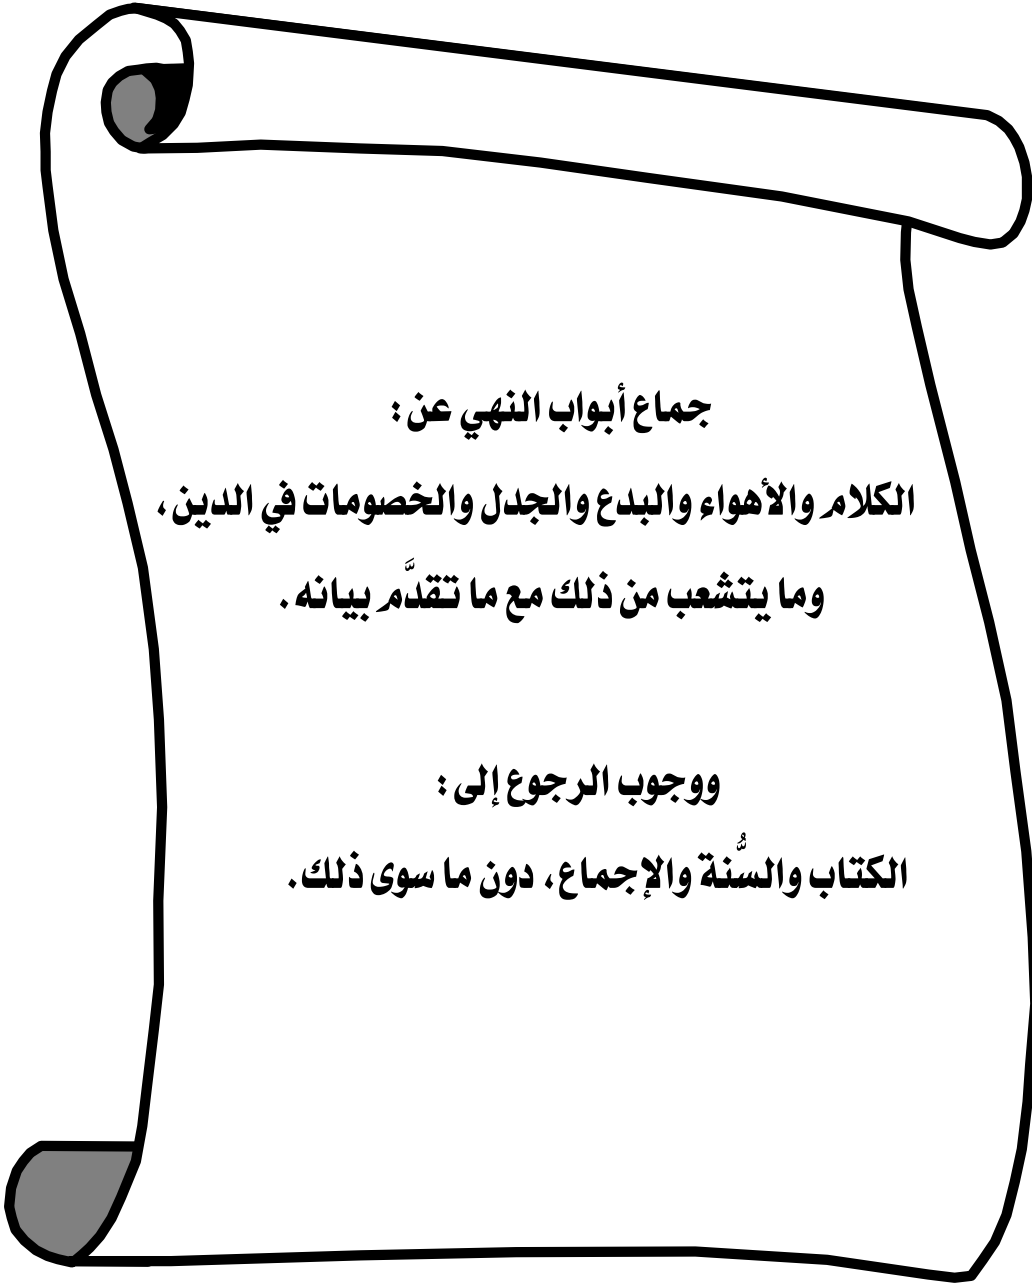 جماع أبواب النهي عن :
الكلام والأهواء والبدع والجدل والخصومات في الدين ،
وما يتشعب من ذلك مع ما تقدَّم بيانه .
ووجوب الرجوع إلى :
الكتاب والسُّنة والإجماع، دون ما سوى ذلك.